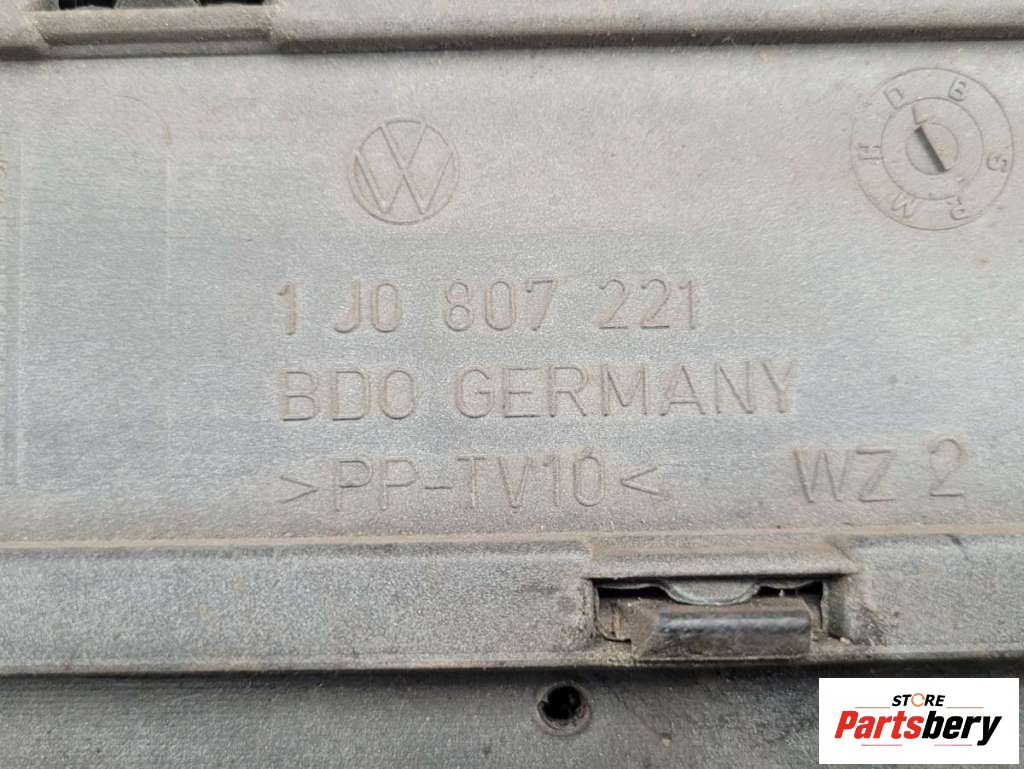 D B S R M H L
1 J0 807 221
BDO GERMANY
>PP-TV10<
WZ 2
STORE
Partsbery